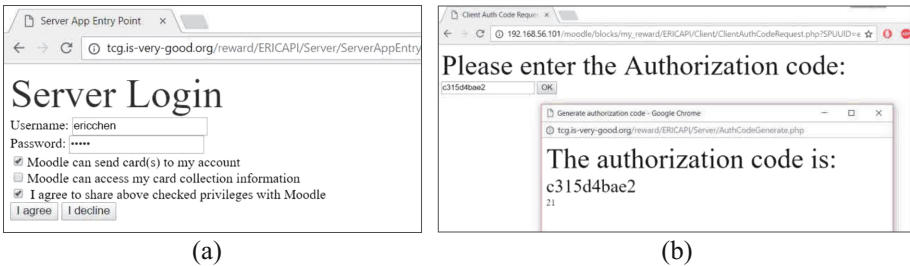 Server App Entry Point
tcg.is-very-good.org/reward/ERICAPI/Server/ServerAppEntry
Server Login
Username: ericchen
Password: •••••
Moodle can send card(s) to my account
Moodle can access my card collection information
I agree to share above checked privileges with Moodle
I agree I decline
(a)
Client Auth Code Reques
192.168.56.101/moodle/blocks/my_reward/ERICAPI/Client/ClientAuthCodeRequest.php?SPUUID=e
Please enter the Authorization code:
c315d4bae2 OK
Generate authorization code - Google Chrome
tcg.is-very-good.org/reward/ERICAPI/Server/AuthCodeGenerate.php
The authorization code is:
c315d4bae2
21
(b)